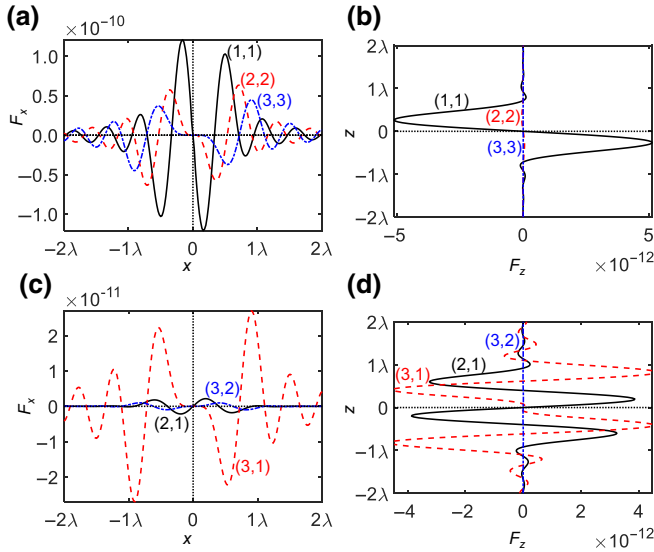 (a)
×10⁻¹⁰
1.0
0.5
0.0
−0.5
−1.0
F_x
(1,1)
(2,2)
(3,3)
−2λ −1λ 0 1λ 2λ
x
(b)
2λ
1λ
0
−1λ
−2λ
z
(1,1)
(2,2)
(3,3)
−5 0 5
F_z ×10⁻¹²
(c)
×10⁻¹¹
2
1
0
−1
−2
F_x
(3,2)
(2,1)
(3,1)
−2λ −1λ 0 1λ 2λ
x
(d)
2λ
1λ
0
−1λ
−2λ
z
(3,2)
(2,1)
(3,1)
−4 −2 0 2 4
F_z ×10⁻¹²